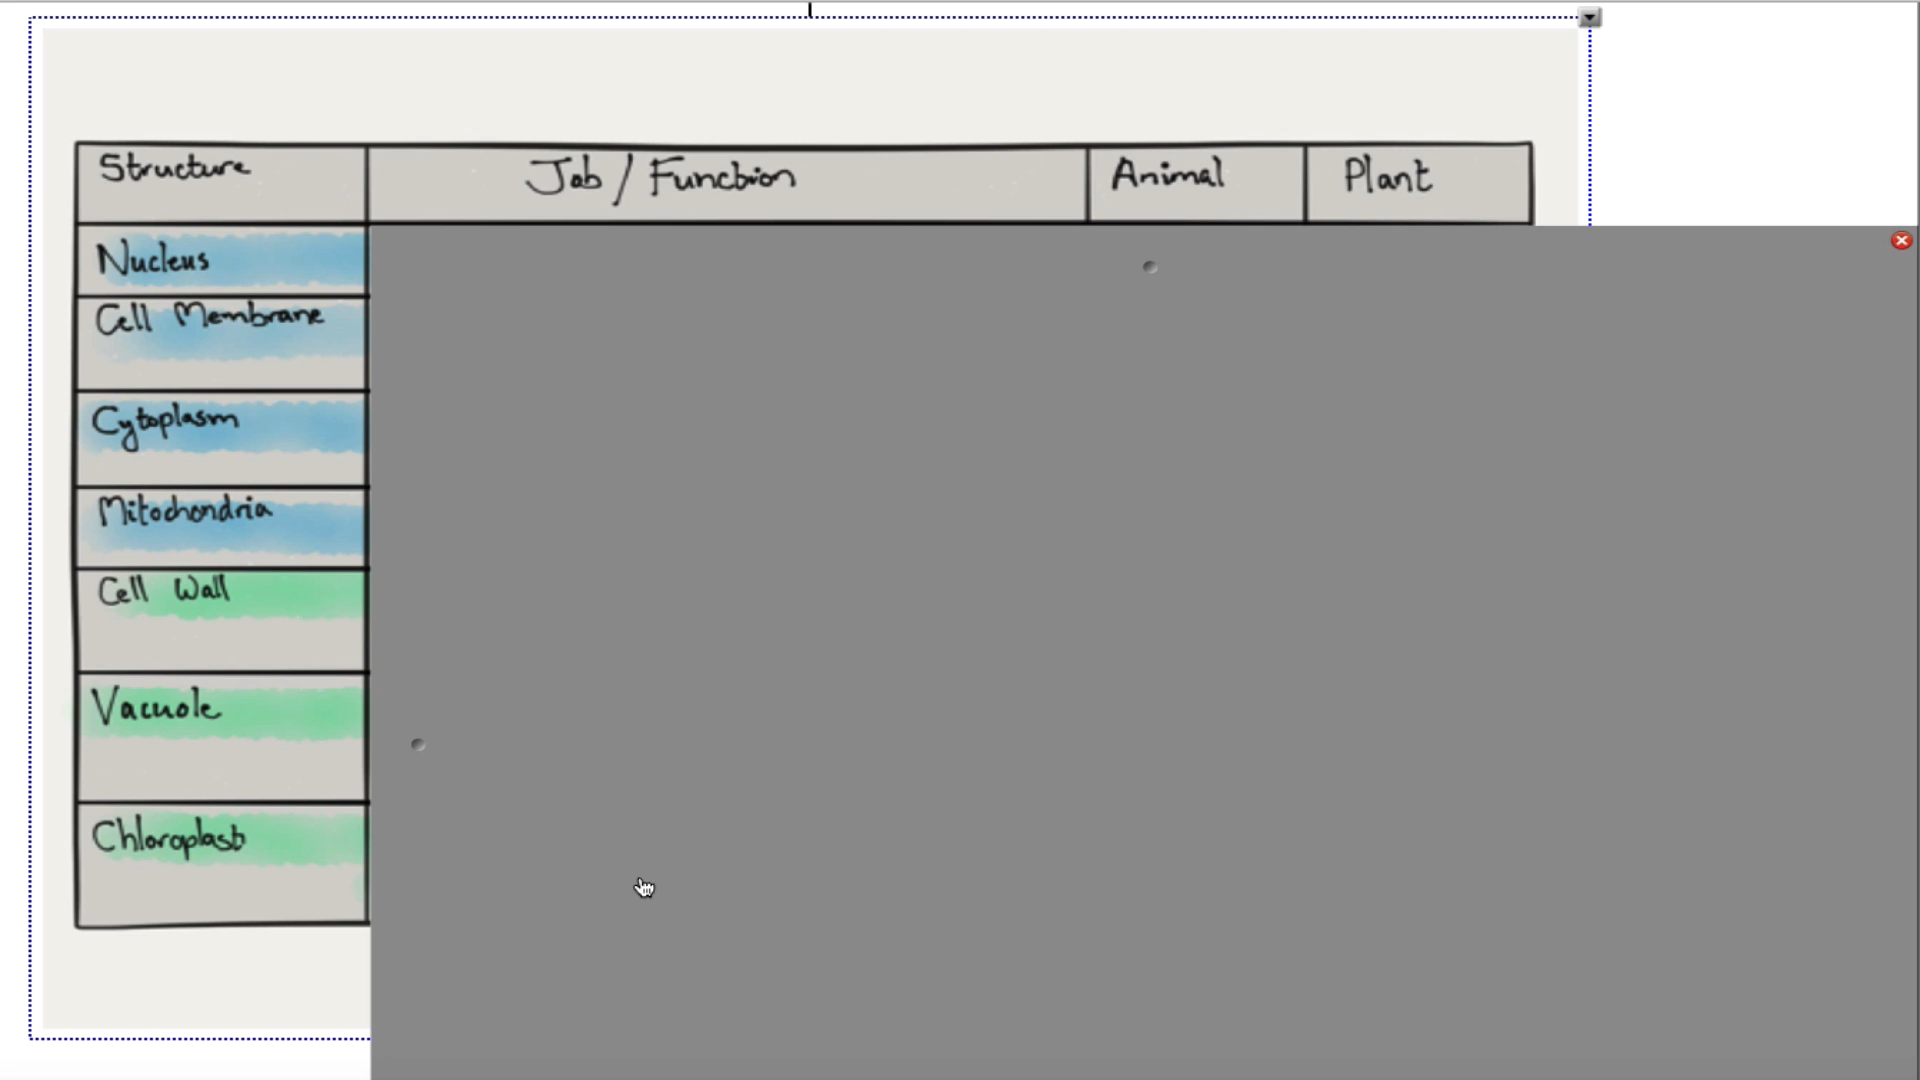 Structure Job / Function Animal Plant
Nucleus
Cell Membrane
Cytoplasm
Mitochondria
Cell Wall
Vacuole
Chloroplast